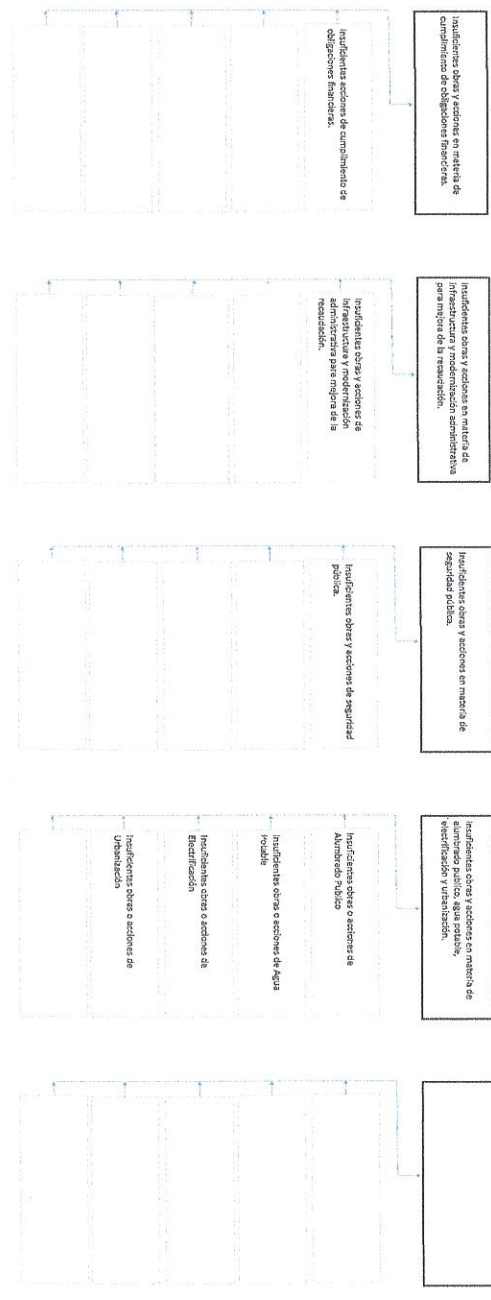 Insuficientes obras y acciones en materia de
cumplimiento de obligaciones financieras.
Insuficientes acciones de cumplimiento de
obligaciones financieras.
Insuficientes obras y acciones en materia de
infraestructura y modernización administrativa
para mejora de la recaudación.
Insuficientes obras y acciones de
infraestructura y modernización
administrativa para mejora de la
recaudación.
Insuficientes obras y acciones en materia de
seguridad pública.
Insuficientes obras y acciones de seguridad
pública.
Insuficientes obras y acciones en materia de
alumbrado publico, agua potable,
electrificación y urbanización.
Insuficientes obras o acciones de
Alumbrado Publico
Insuficientes obras o acciones de Agua
Potable
Insuficientes obras o acciones de
Electrificación
Insuficientes obras o acciones de
Urbanización